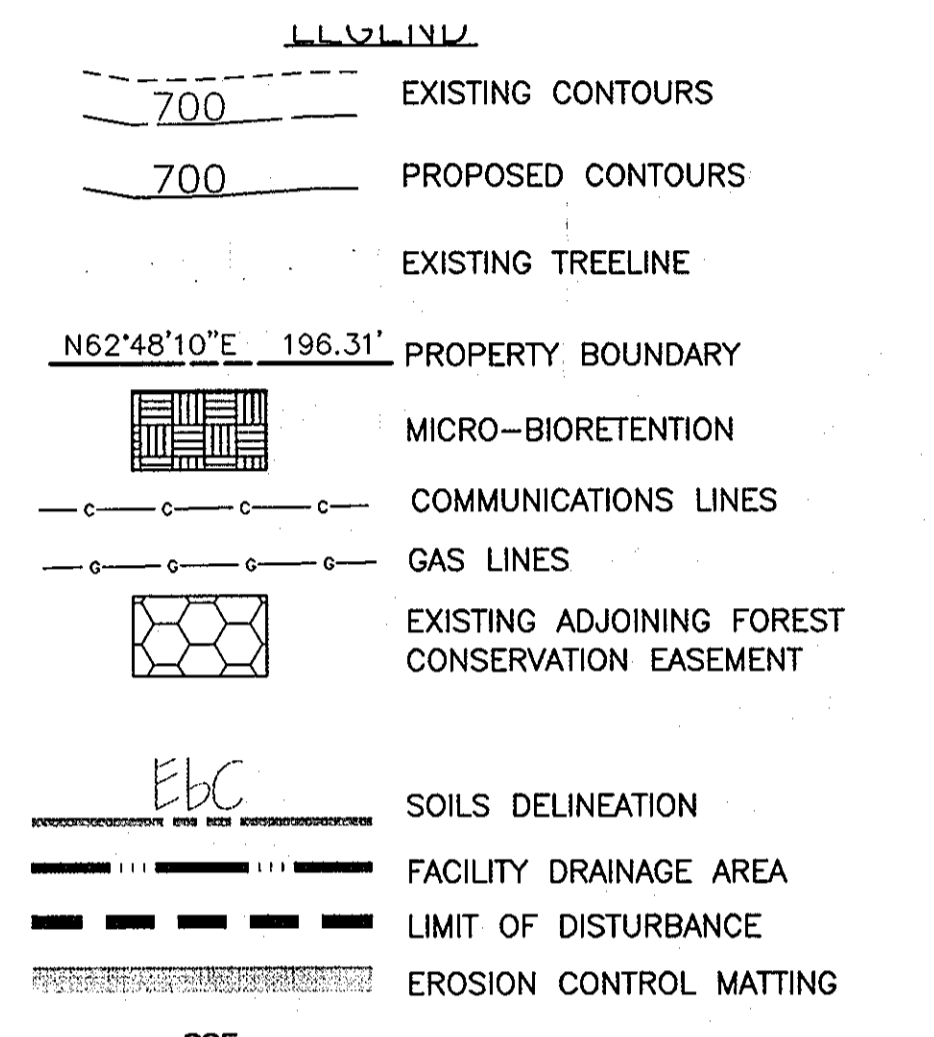 LEGEND
EXISTING CONTOURS
700
700
PROPOSED CONTOURS
EXISTING TREELINE
N62°48'10"E 196.31'
PROPERTY BOUNDARY
MICRO-BIORETENTION
C C C C
COMMUNICATIONS LINES
G G G G
GAS LINES
EXISTING ADJOINING FOREST
CONSERVATION EASEMENT
EbC
SOILS DELINEATION
FACILITY DRAINAGE AREA
LIMIT OF DISTURBANCE
EROSION CONTROL MATTING